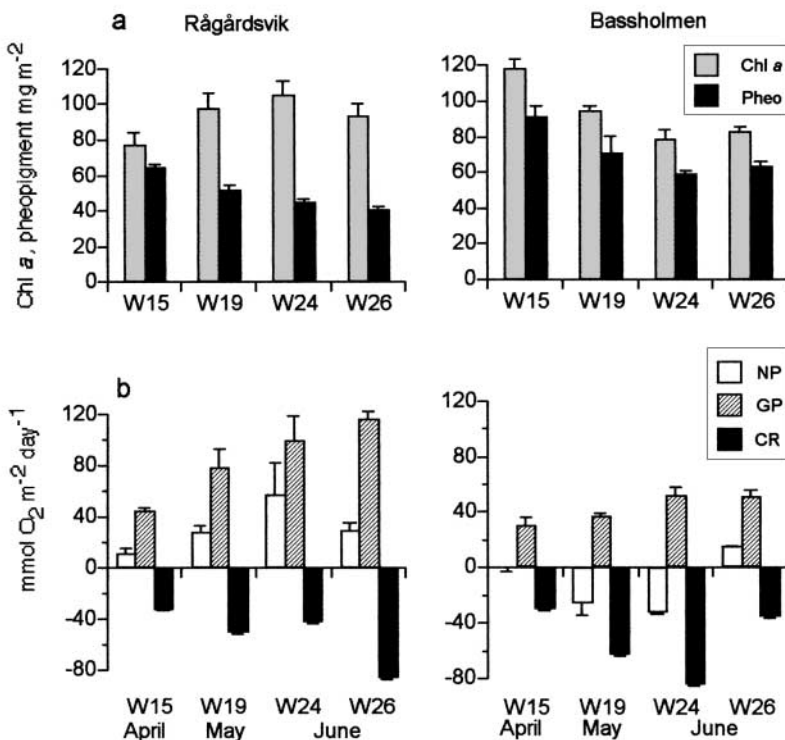 a
Rågårdsvik
Bassholmen
Chl a, pheopigment mg m-2
120
100
80
60
40
20
0
W15 W19 W24 W26
120
100
80
60
40
20
0
W15 W19 W24 W26
Chl a
Pheo
b
mmol O2 m-2 day-1
120
80
40
0
-40
-80
W15 W19 W24 W26
April May June
120
80
40
0
-40
-80
W15 W19 W24 W26
April May June
NP
GP
CR